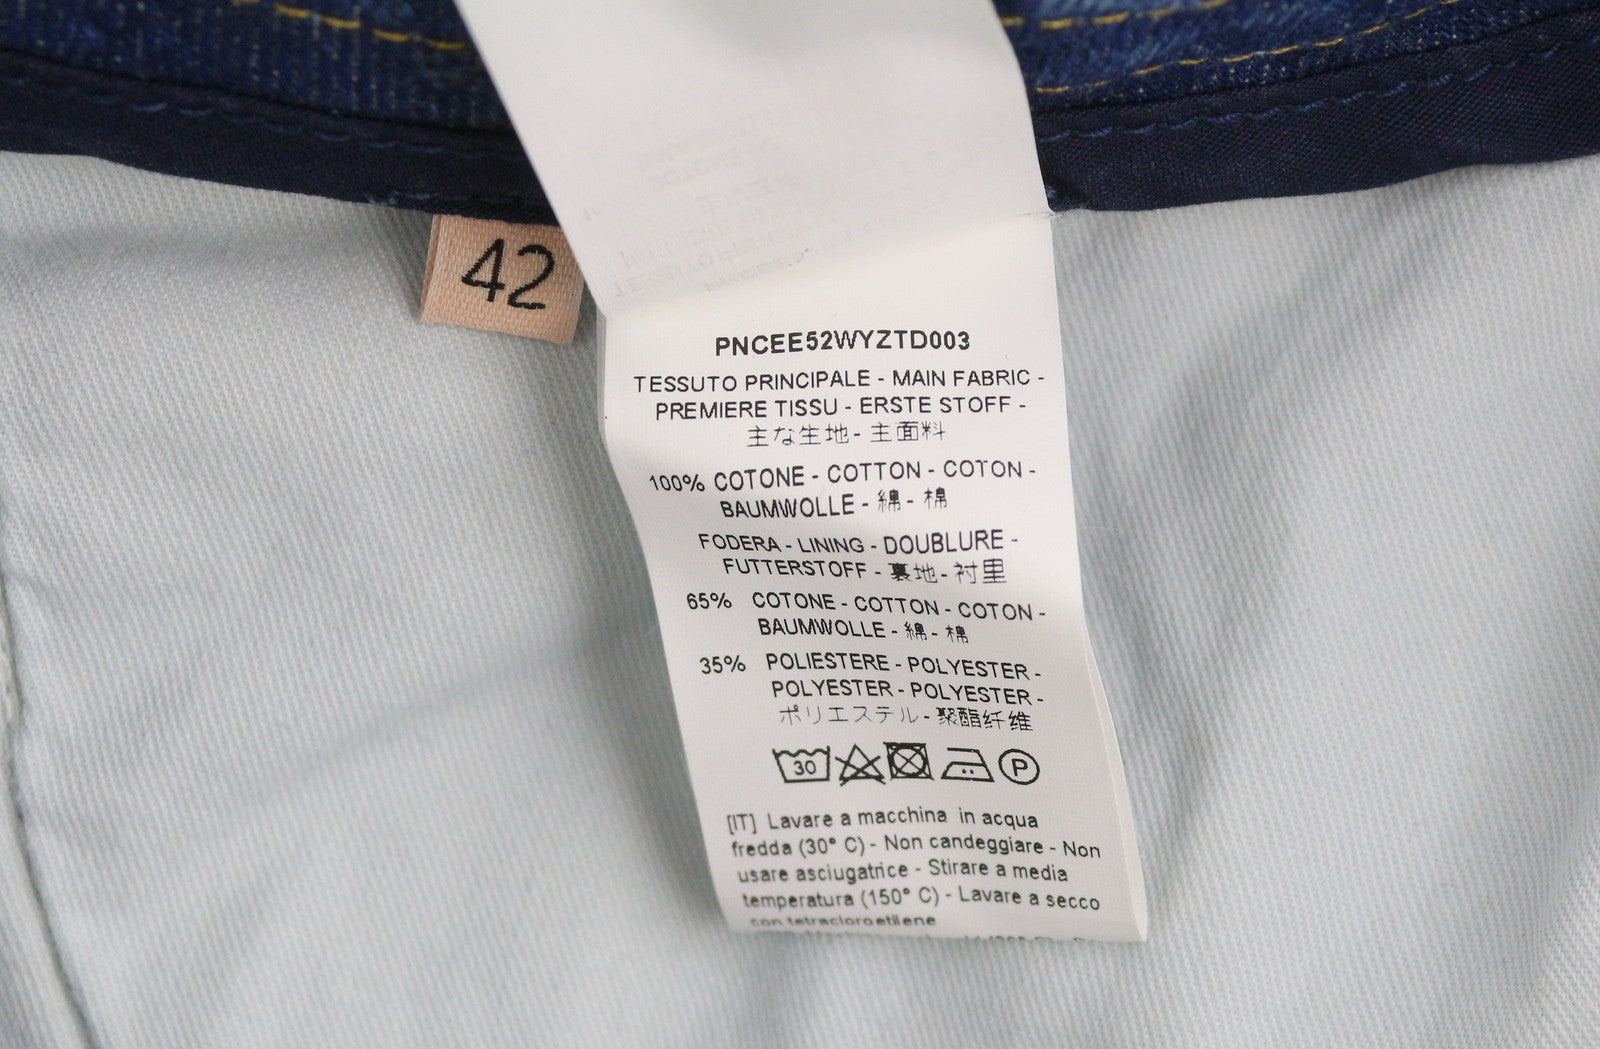 42
PNCEE52WYZTD003
TESSUTO PRINCIPALE - MAIN FABRIC -
PREMIERE TISSU - ERSTE STOFF -
主な生地 - 主面料
100% COTONE - COTTON - COTON -
BAUMWOLLE - 綿 - 棉
FODERA - LINING - DOUBLURE -
FUTTERSTOFF - 裏地 - 衬里
65% COTONE - COTTON - COTON -
BAUMWOLLE - 綿 - 棉
35% POLIESTERE - POLYESTER -
POLYESTER - POLYESTER -
ポリエステル - 聚酯纤维
30 P
[IT] Lavare a macchina in acqua
fredda (30° C) - Non candeggiare - Non
usare asciugatrice - Stirare a media
temperatura (150° C) - Lavare a secco
con tetracloroetilene